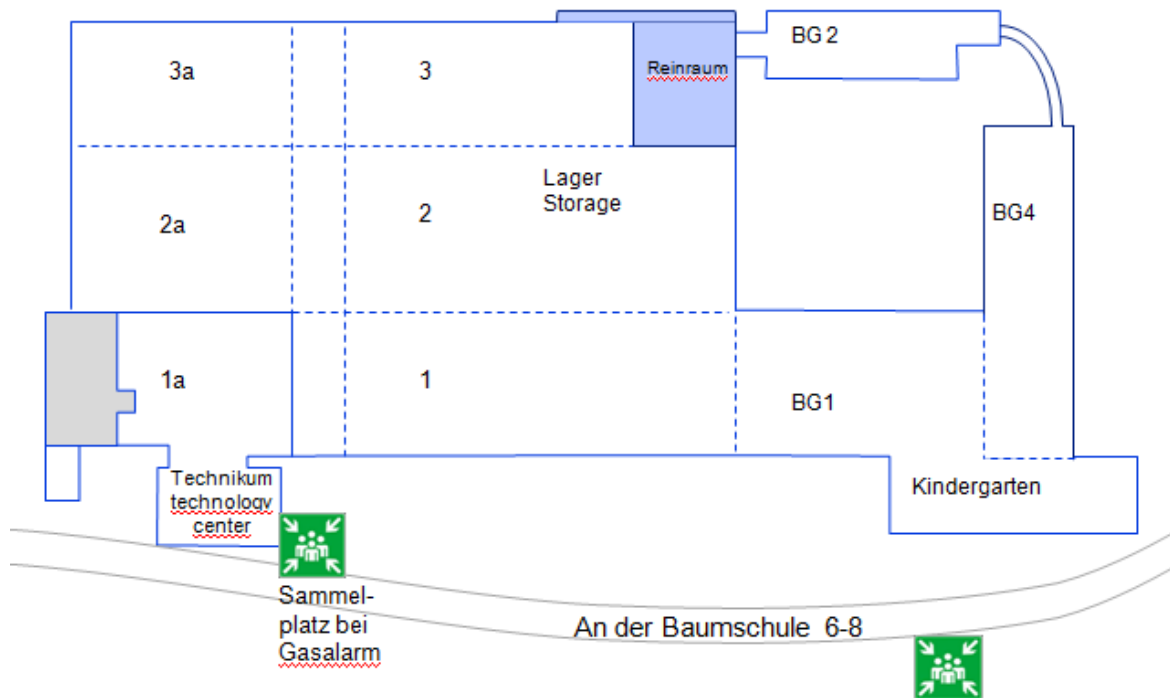 BG 2
3a
3
Reinraum
Lager
Storage
2a
2
BG4
1a
1
BG1
Technikum
technology
center
Kindergarten
Sammel-
platz bei
Gasalarm
An der Baumschule 6-8